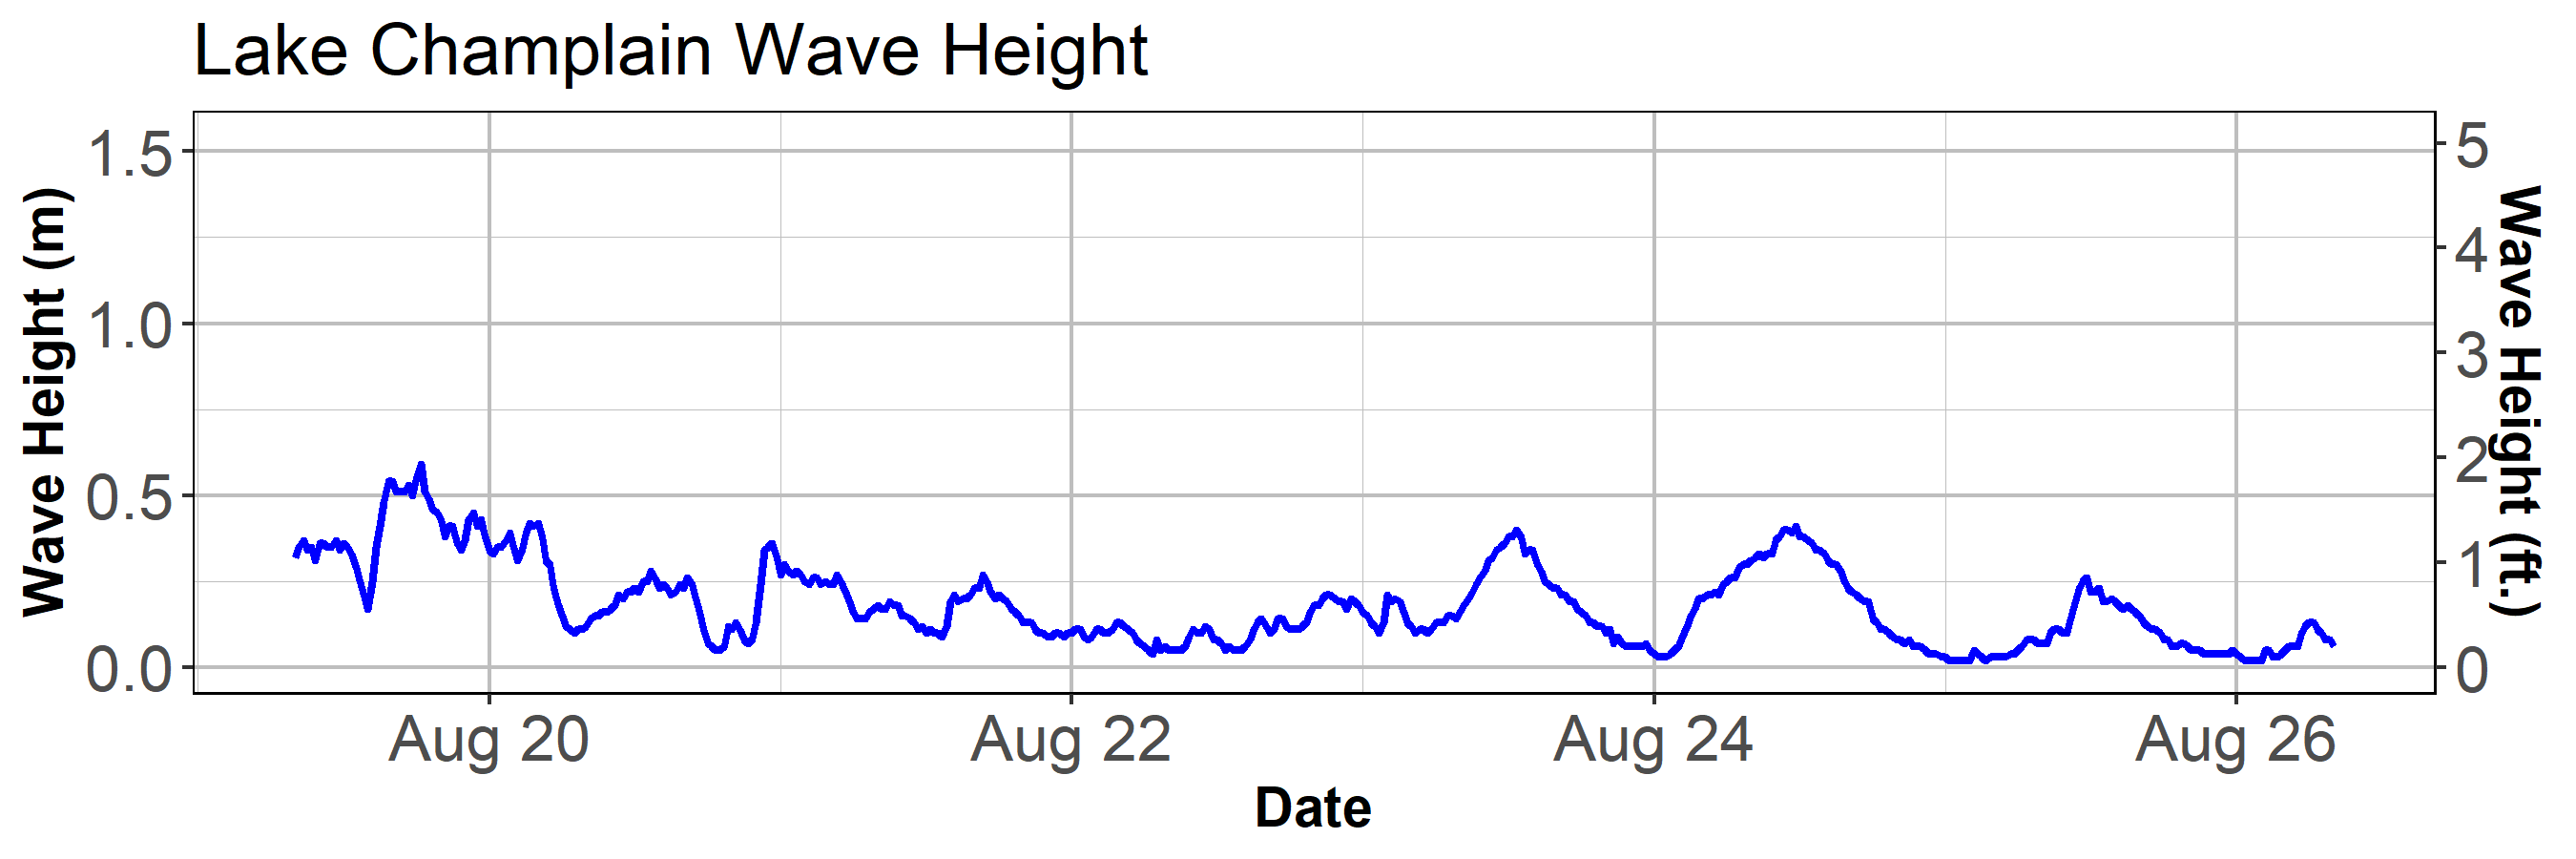 Lake Champlain Wave Height
Wave Height (m)
1.5
1.0
0.5
0.0
5
4
3
2
1
0
Wave Height (ft.)
Aug 20
Aug 22
Aug 24
Aug 26
Date